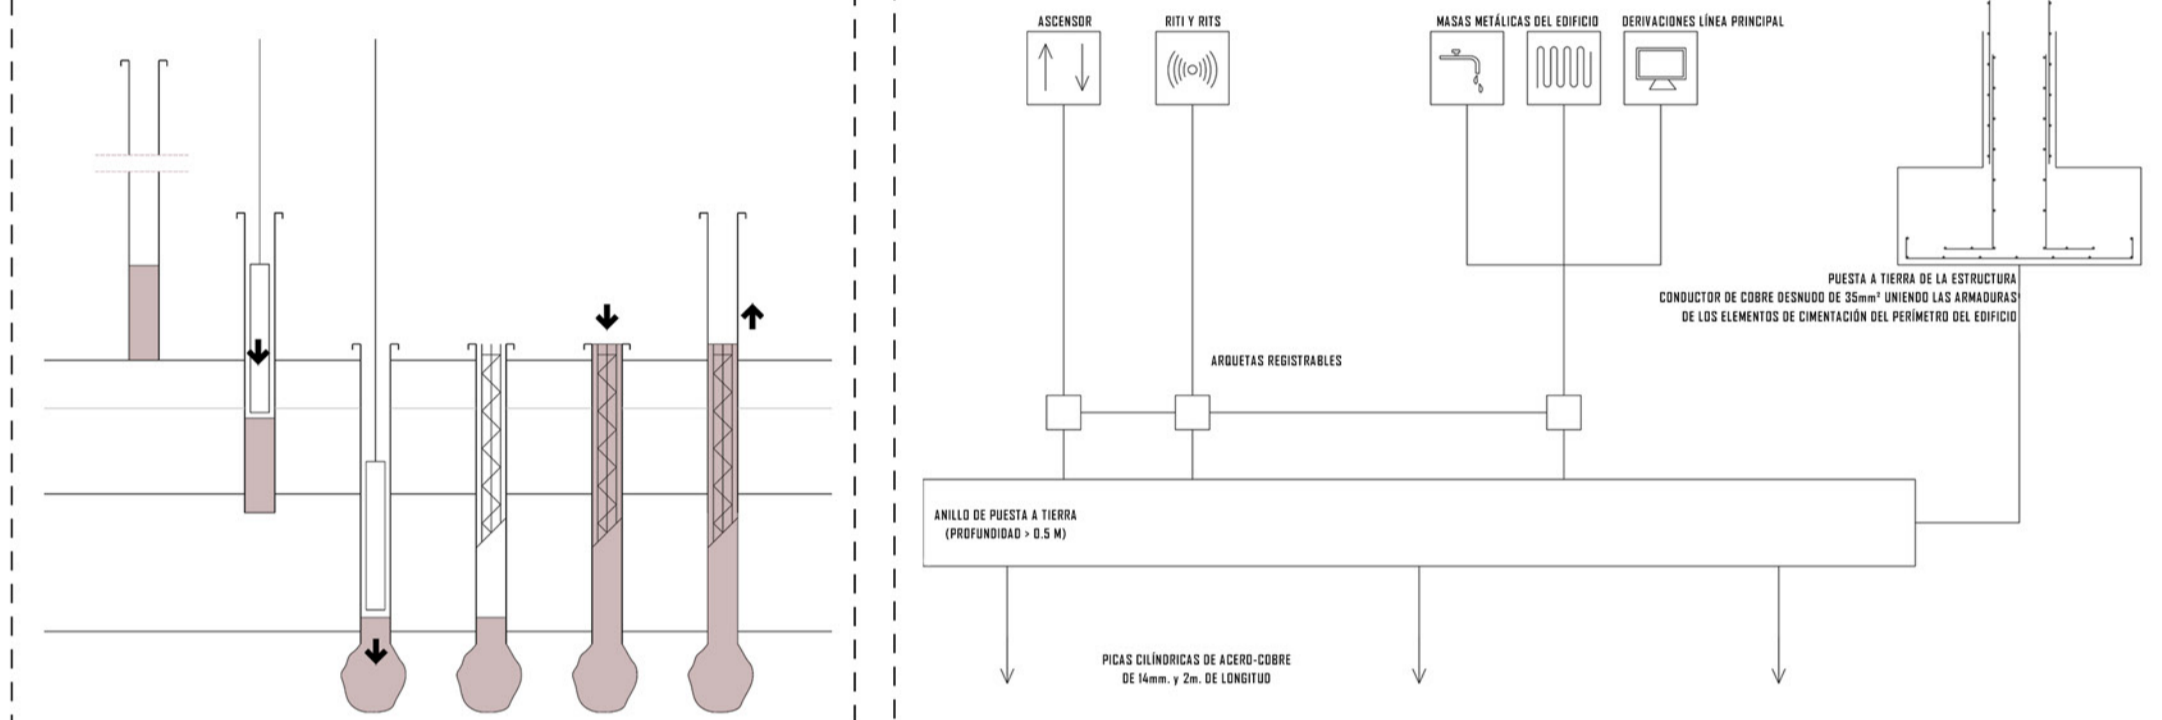 ASCENSOR
RITI Y RITS
MASAS METÁLICAS DEL EDIFICIO
DERIVACIONES LÍNEA PRINCIPAL
PUESTA A TIERRA DE LA ESTRUCTURA
CONDUCTOR DE COBRE DESNUDO DE 35mm² UNIENDO LAS ARMADURAS
DE LOS ELEMENTOS DE CIMENTACIÓN DEL PERÍMETRO DEL EDIFICIO
ARQUETAS REGISTRABLES
ANILLO DE PUESTA A TIERRA
(PROFUNDIDAD > 0.5 M)
PICAS CILÍNDRICAS DE ACERO-COBRE
DE 14mm. y 2m. DE LONGITUD